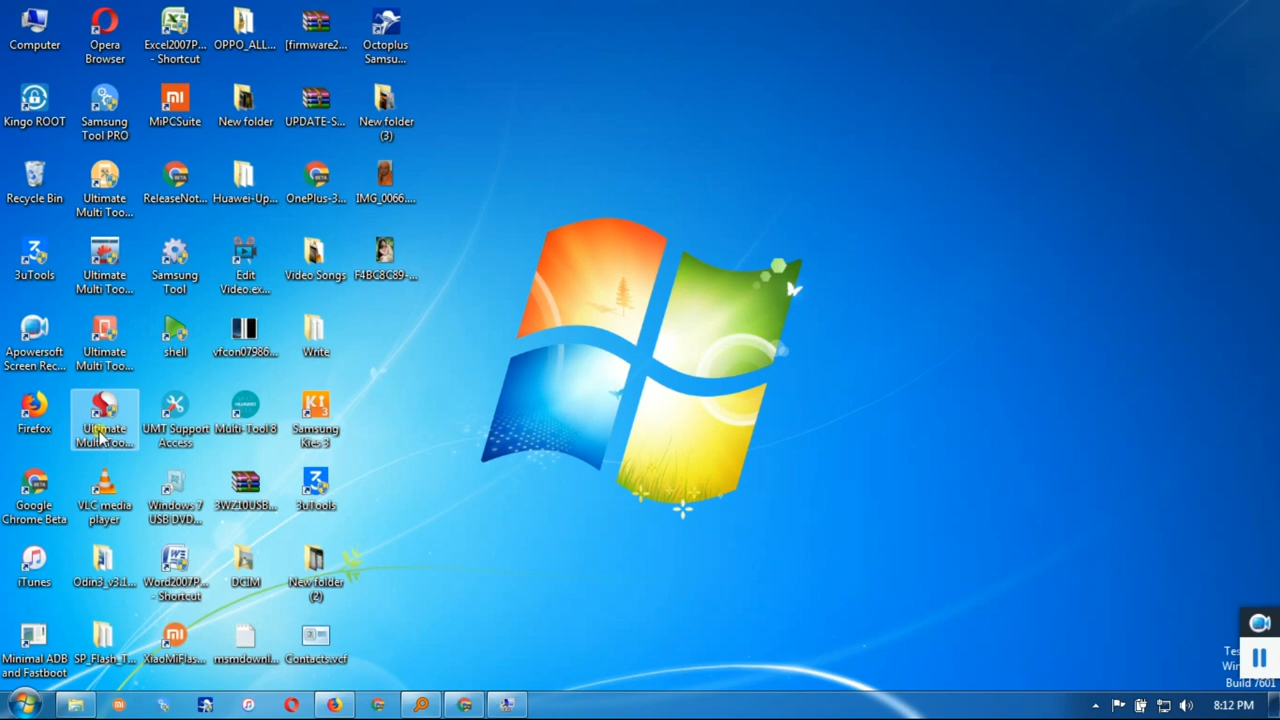 Computer
Opera
Browser
Excel2007P...
- Shortcut
OPPO_ALL...
[firmware2...
Octoplus
Samsu...
Kingo ROOT
Samsung
Tool PRO
MiPCSuite
New folder
UPDATE-S...
New folder
(3)
Recycle Bin
Ultimate
Multi Too...
ReleaseNot...
Huawei-Up...
OnePlus-3...
IMG_0066....
3uTools
Ultimate
Multi Too...
Samsung
Tool
Edit
Video.ex...
Video Songs
F4BC8C89-...
Apowersoft
Screen Rec...
Ultimate
Multi Too...
shell
vfcon07986...
Write
Firefox
Ultimate
Multi Too...
UMT Support
Access
HUAWEI
Multi- Tool 8
Samsung
Kies 3
Google
Chrome Beta
VLC media
player
Windows 7
USB DVD...
3WZ10USB...
3uTools
iTunes
Odin3_v3.1...
Word2007P...
- Shortcut
DCIM
New folder
(2)
Minimal ADB
and Fastboot
SP_Flash_T...
XiaoMiFlas...
msmdownl...
Contacts.vcf
Build 7601
8:12 PM